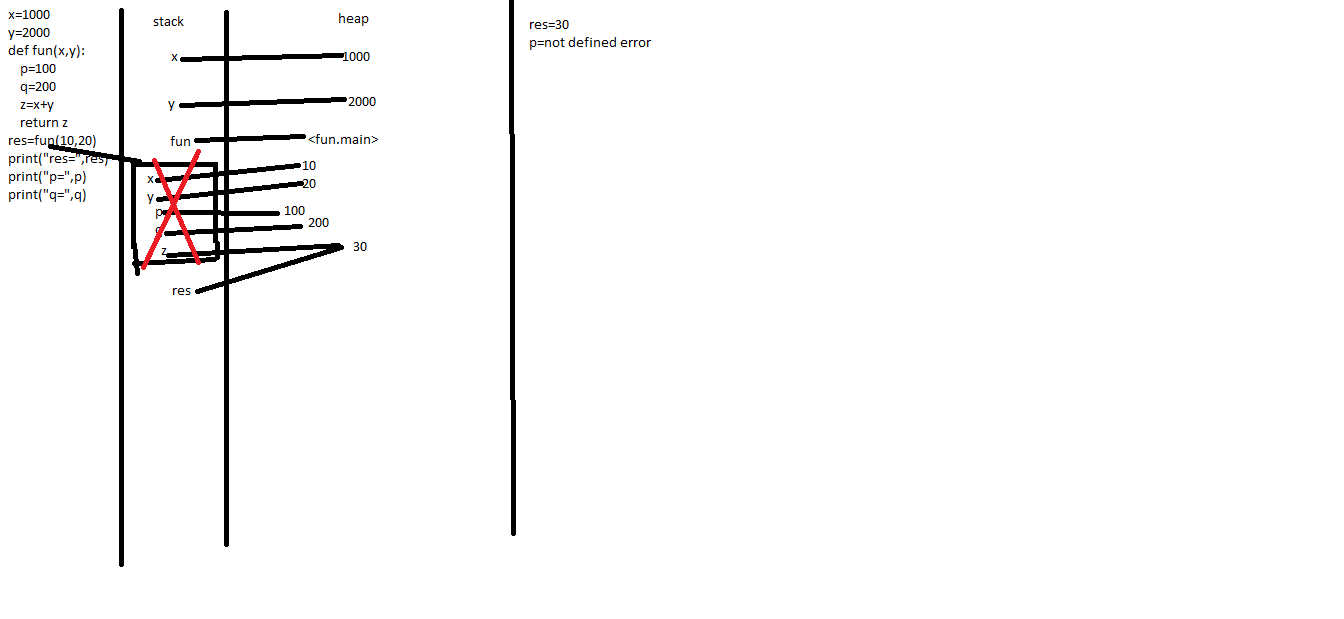 x=1000
y=2000
def fun(x,y):
    p=100
    q=200
    z=x+y
    return z
res=fun(10,20)
print("res=",res)
print("p=",p)
print("q=",q)
stack
heap
x 1000
y 2000
fun <fun.main>
x 10
y 20
p 100
q 200
z 30
res
res=30
p=not defined error